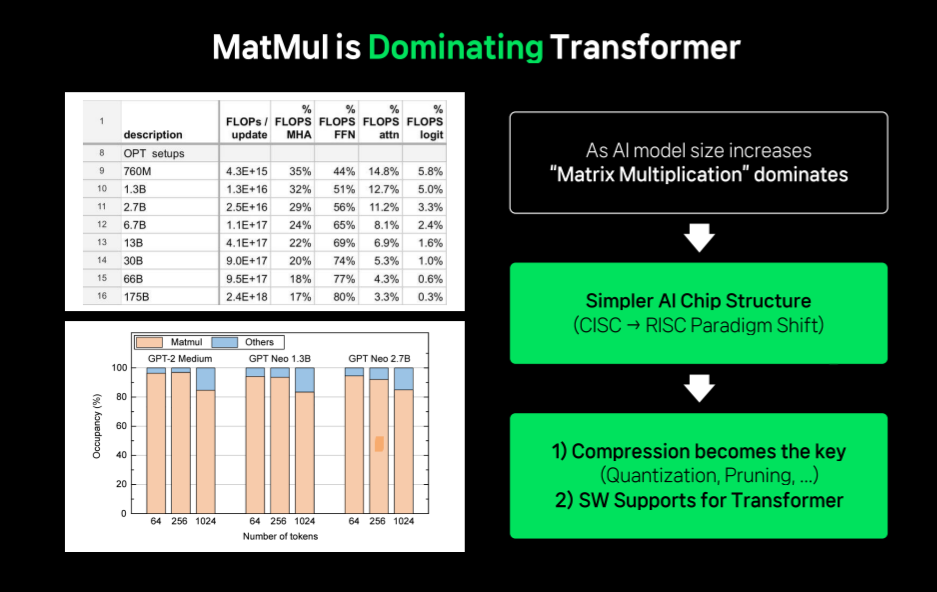 MatMul is Dominating Transformer
1 description FLOPs / update % FLOPS MHA % FLOPS FFN % FLOPS attn % FLOPS logit
8 OPT setups
9 760M 4.3E+15 35% 44% 14.8% 5.8%
10 1.3B 1.3E+16 32% 51% 12.7% 5.0%
11 2.7B 2.5E+16 29% 56% 11.2% 3.3%
12 6.7B 1.1E+17 24% 65% 8.1% 2.4%
13 13B 4.1E+17 22% 69% 6.9% 1.6%
14 30B 9.0E+17 20% 74% 5.3% 1.0%
15 66B 9.5E+17 18% 77% 4.3% 0.6%
16 175B 2.4E+18 17% 80% 3.3% 0.3%
Matmul Others
GPT-2 Medium GPT Neo 1.3B GPT Neo 2.7B
Occupancy (%)
100
80
60
40
20
0
64 256 1024 64 256 1024 64 256 1024
Number of tokens
As AI model size increases
"Matrix Multiplication" dominates
Simpler AI Chip Structure
(CISC → RISC Paradigm Shift)
1) Compression becomes the key
(Quantization, Pruning, ...)
2) SW Supports for Transformer